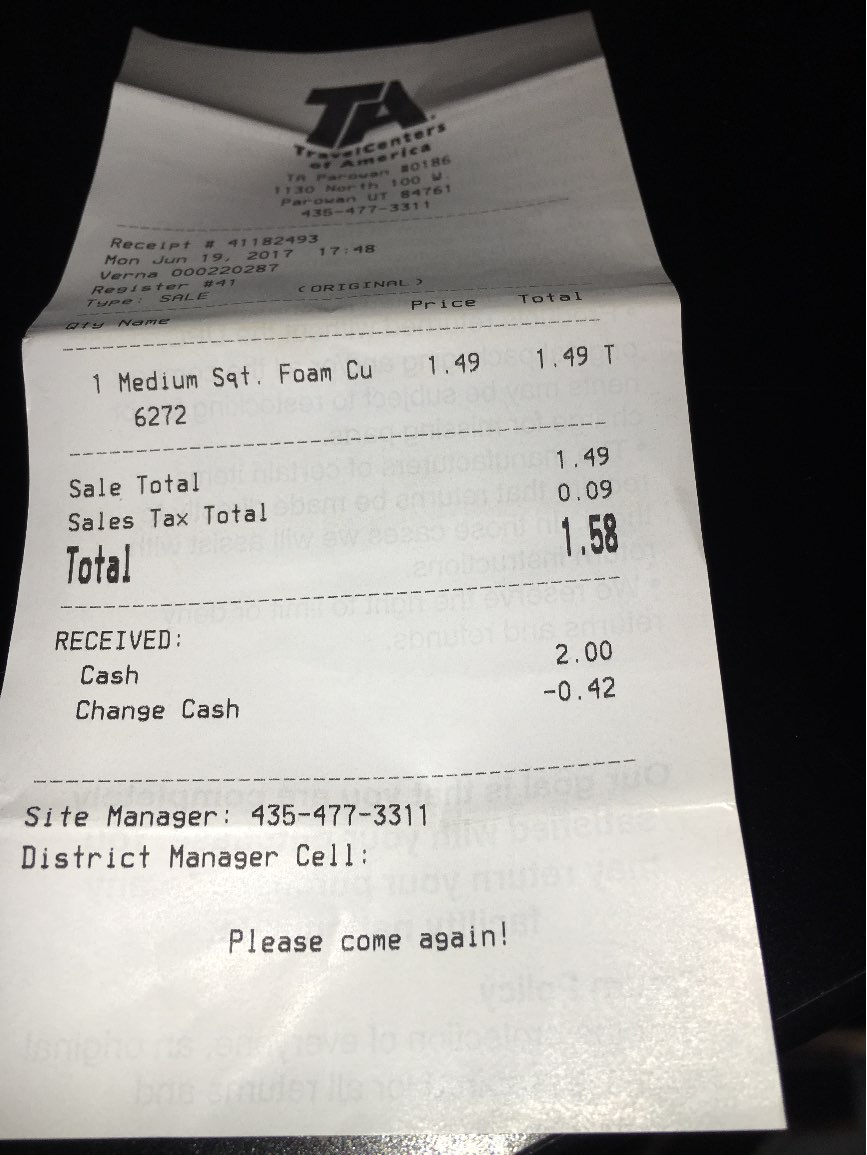 TA
TravelCenters
of America
TA Parowan #0186
1130 North 100 W.
Parowan UT 84761
435-477-3311
Receipt # 41182493
Mon Jun 19, 2017 17:48
Verna 000220287
Register #41 (ORIGINAL)
Type: SALE
Qty Name Price Total
1 Medium Sqt. Foam Cu 1.49 1.49 T
6272
Sale Total 1.49
Sales Tax Total 0.09
Total 1.58
RECEIVED:
Cash 2.00
Change Cash -0.42
Site Manager: 435-477-3311
District Manager Cell:
Please come again!